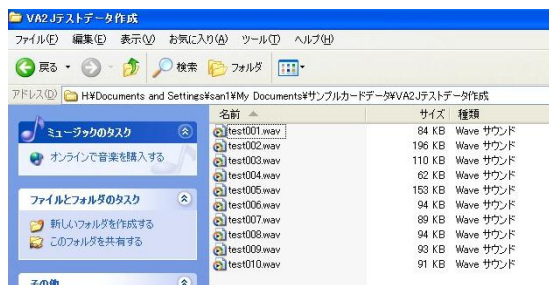 VA2Jテストデータ作成
ファイル(F) 編集(E) 表示(V) お気に入り(A) ツール(T) ヘルプ(H)
戻る 検索 フォルダ
アドレス(D) H¥Documents and Settings¥san1¥My Documents¥サンプルカードデータ¥VA2Jテストデータ作成
名前 サイズ 種類
ミュージックのタスク
オンラインで音楽を購入する
ファイルとフォルダのタスク
新しいフォルダを作成する
このフォルダを共有する
その他
test001.wav 84 KB Wave サウンド
test002.wav 196 KB Wave サウンド
test003.wav 110 KB Wave サウンド
test004.wav 62 KB Wave サウンド
test005.wav 153 KB Wave サウンド
test006.wav 94 KB Wave サウンド
test007.wav 89 KB Wave サウンド
test008.wav 94 KB Wave サウンド
test009.wav 93 KB Wave サウンド
test010.wav 91 KB Wave サウンド